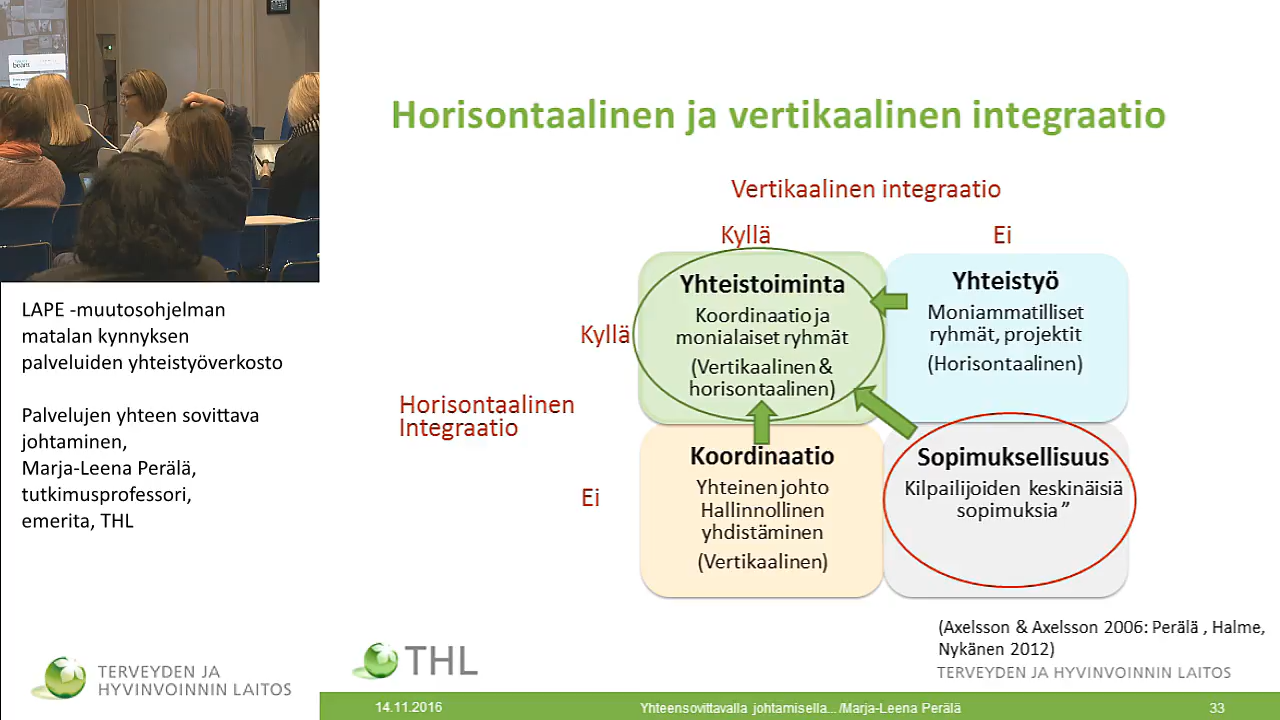 LAPE -muutosohjelman
matalan kynnyksen
palveluiden yhteistyöverkosto
Palvelujen yhteen sovittava
johtaminen,
Marja-Leena Perälä,
tutkimusprofessori,
emerita, THL
TERVEYDEN JA
HYVINVOINNIN LAITOS
Horisontaalinen ja vertikaalinen integraatio
Vertikaalinen integraatio
Kyllä
Ei
Horisontaalinen
Integraatio
Kyllä
Ei
Yhteistoiminta
Koordinaatio ja
monialaiset ryhmät
(Vertikaalinen &
horisontaalinen)
Yhteistyö
Moniammatilliset
ryhmät, projektit
(Horisontaalinen)
Koordinaatio
Yhteinen johto
Hallinnollinen
yhdistäminen
(Vertikaalinen)
Sopimuksellisuus
Kilpailijoiden keskinäisiä
sopimuksia”
(Axelsson & Axelsson 2006: Perälä , Halme,
Nykänen 2012)
THL
TERVEYDEN JA HYVINVOINNIN LAITOS
14.11.2016
Yhteensovittavalla johtamisella... /Marja-Leena Perälä
33